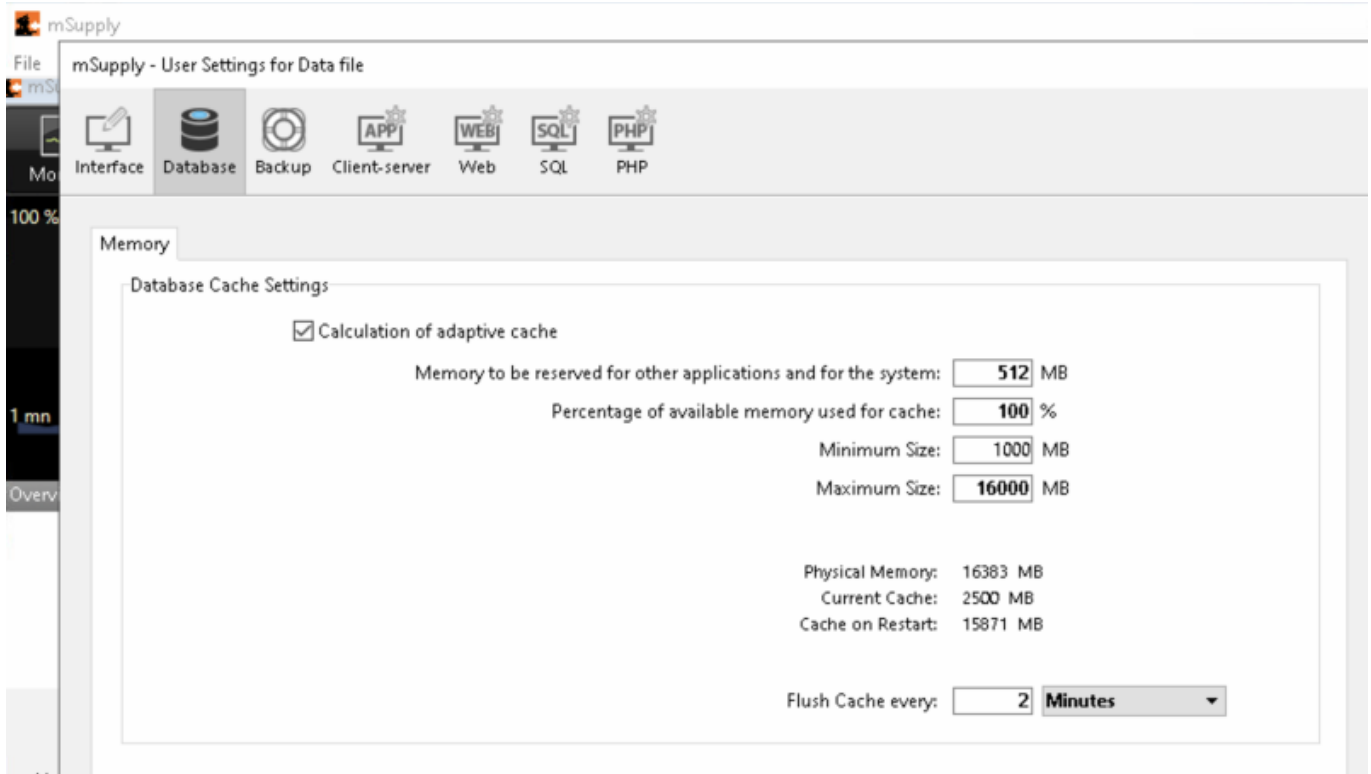 mSupply
File
mSupply - User Settings for Data file
Interface
Database
Backup
APP
Client-server
WEB
Web
SQL
SQL
PHP
PHP
100 %
Memory
Database Cache Settings
Calculation of adaptive cache
Memory to be reserved for other applications and for the system: 512 MB
Percentage of available memory used for cache: 100 %
1 mn
Minimum Size: 1000 MB
Maximum Size: 16000 MB
Physical Memory: 16383 MB
Current Cache: 2500 MB
Cache on Restart: 15871 MB
Flush Cache every: 2 Minutes